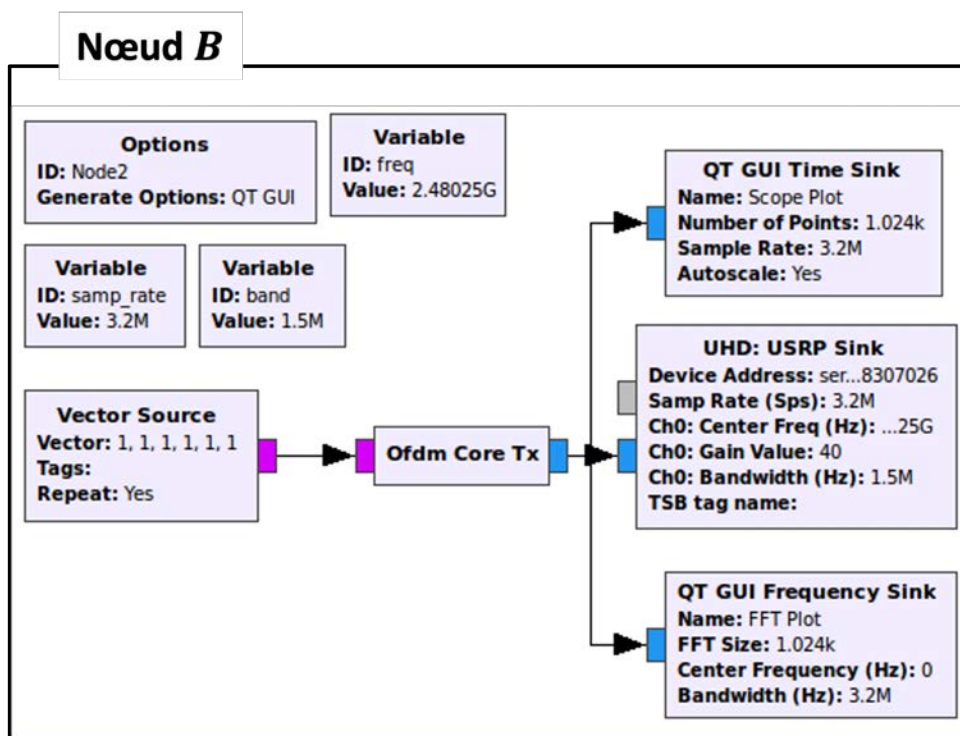 Nœud B
Options
ID: Node2
Generate Options: QT GUI
Variable
ID: freq
Value: 2.48025G
Variable
ID: samp_rate
Value: 3.2M
Variable
ID: band
Value: 1.5M
Vector Source
Vector: 1, 1, 1, 1, 1, 1
Tags:
Repeat: Yes
Ofdm Core Tx
QT GUI Time Sink
Name: Scope Plot
Number of Points: 1.024k
Sample Rate: 3.2M
Autoscale: Yes
UHD: USRP Sink
Device Address: ser...8307026
Samp Rate (Sps): 3.2M
Ch0: Center Freq (Hz): ...25G
Ch0: Gain Value: 40
Ch0: Bandwidth (Hz): 1.5M
TSB tag name:
QT GUI Frequency Sink
Name: FFT Plot
FFT Size: 1.024k
Center Frequency (Hz): 0
Bandwidth (Hz): 3.2M